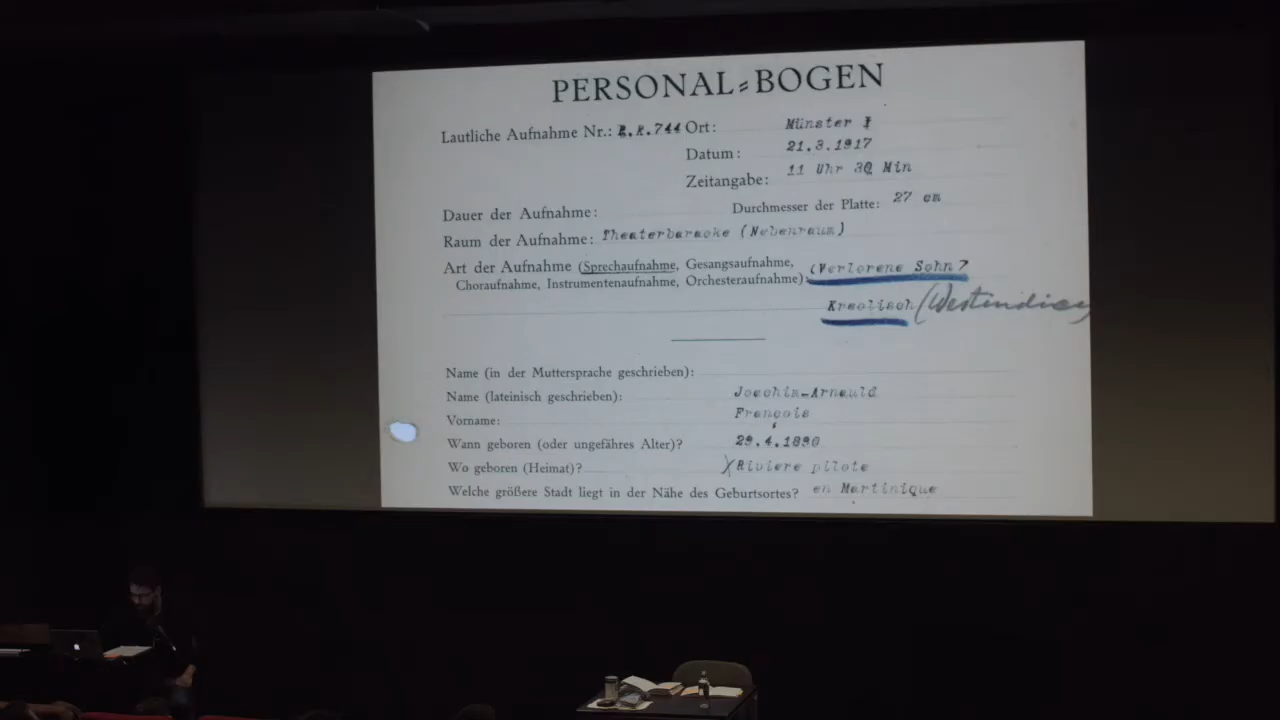 PERSONAL=BOGEN
Lautliche Aufnahme Nr.: P.K.744 Ort: Münster I
Datum: 21.3.1917
Zeitangabe: 11 Uhr 30 Min
Dauer der Aufnahme: Durchmesser der Platte: 27 cm
Raum der Aufnahme: Theaterbaracke (Nebenraum)
Art der Aufnahme (Sprechaufnahme, Gesangsaufnahme, (Verlorene Sohn)
Choraufnahme, Instrumentenaufnahme, Orchesteraufnahme):
Kreolisch (Westindien)
Name (in der Muttersprache geschrieben):
Name (lateinisch geschrieben): Joachim-Arnauld
Vorname: François
Wann geboren (oder ungefähres Alter)? 29.4.1890
Wo geboren (Heimat)? Riviere pilote
Welche größere Stadt liegt in der Nähe des Geburtsortes? en Martinique